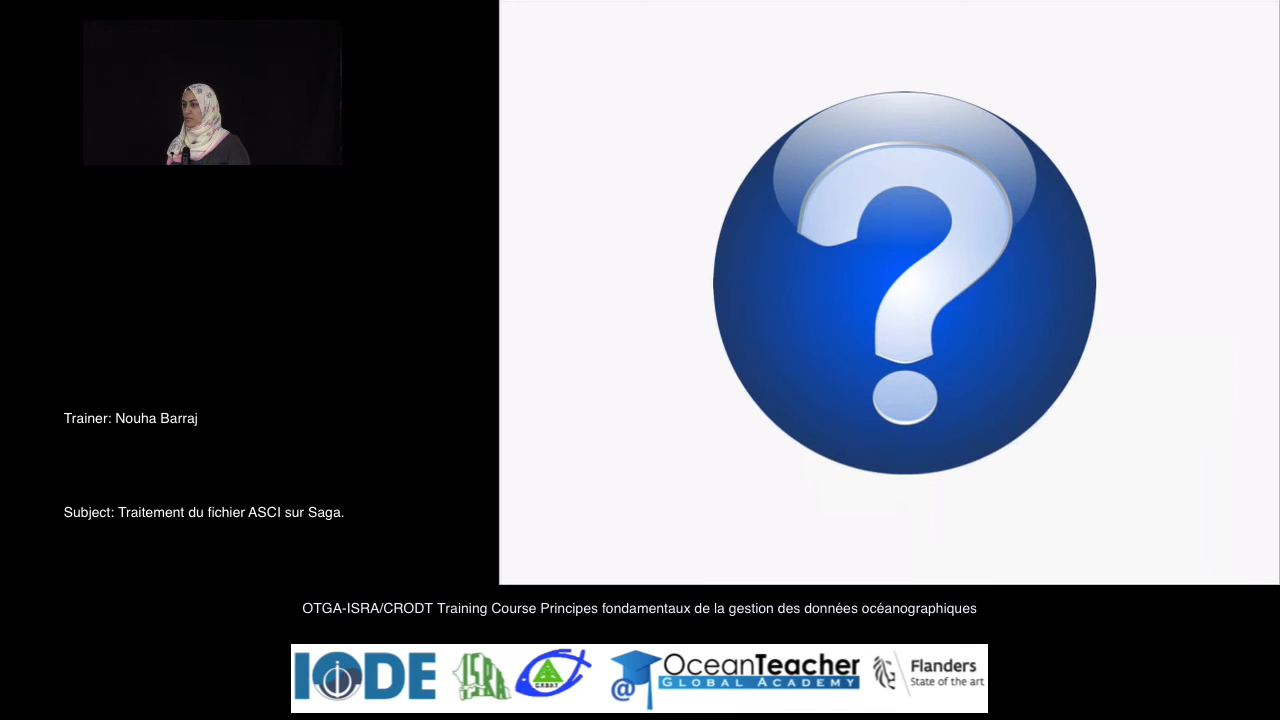 ?
Trainer: Nouha Barraj
Subject: Traitement du fichier ASCI sur Saga.
OTGA-ISRA/CRODT Training Course Principes fondamentaux de la gestion des données océanographiques
IODE
ISRA
@
OceanTeacher
GLOBAL ACADEMY
Flanders
State of the art